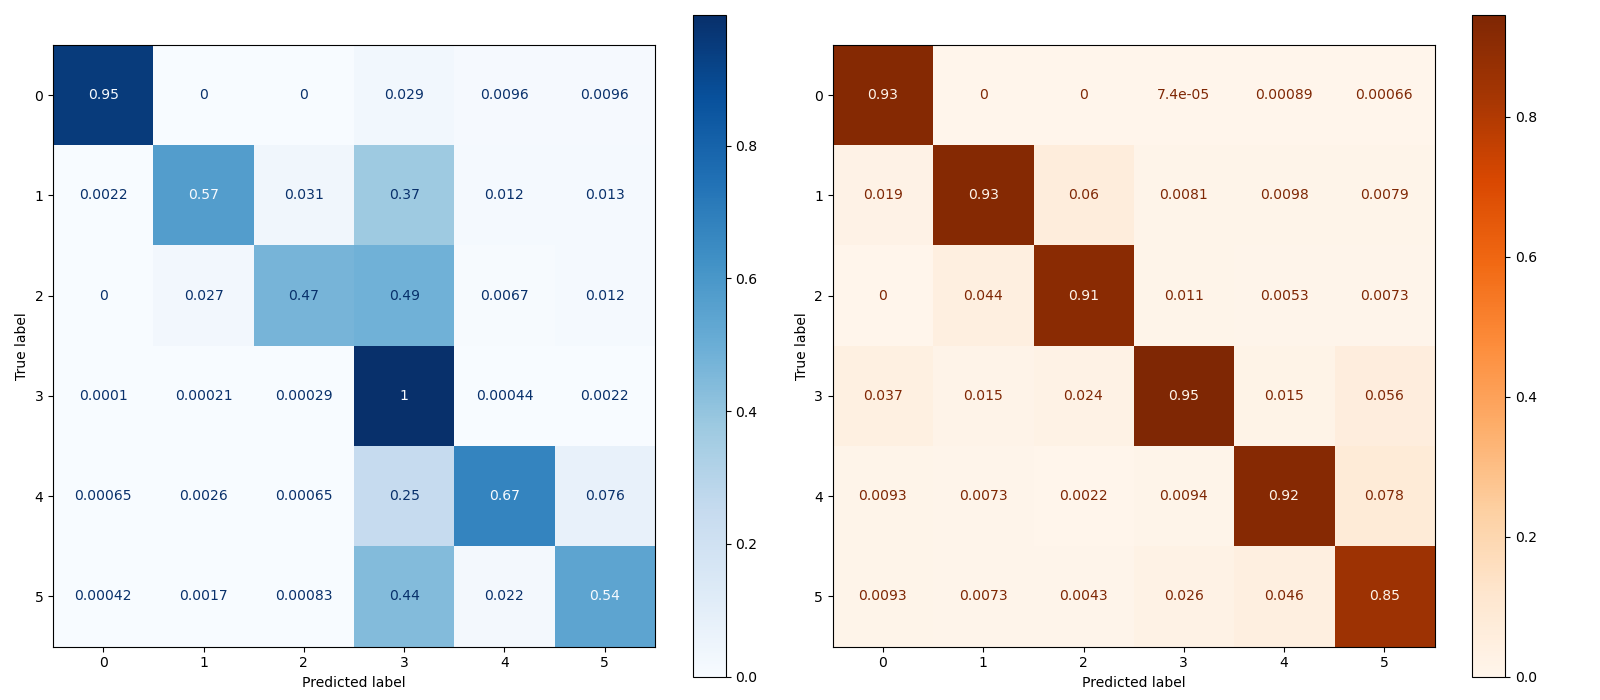 0 0.95 0 0 0.029 0.0096 0.0096
1 0.0022 0.57 0.031 0.37 0.012 0.013
2 0 0.027 0.47 0.49 0.0067 0.012
3 0.0001 0.00021 0.00029 1 0.00044 0.0022
4 0.00065 0.0026 0.00065 0.25 0.67 0.076
5 0.00042 0.0017 0.00083 0.44 0.022 0.54
0 1 2 3 4 5
True label
Predicted label
0.8
0.6
0.4
0.2
0.0
0 0.93 0 0 7.4e-05 0.00089 0.00066
1 0.019 0.93 0.06 0.0081 0.0098 0.0079
2 0 0.044 0.91 0.011 0.0053 0.0073
3 0.037 0.015 0.024 0.95 0.015 0.056
4 0.0093 0.0073 0.0022 0.0094 0.92 0.078
5 0.0093 0.0073 0.0043 0.026 0.046 0.85
0 1 2 3 4 5
True label
Predicted label
0.8
0.6
0.4
0.2
0.0